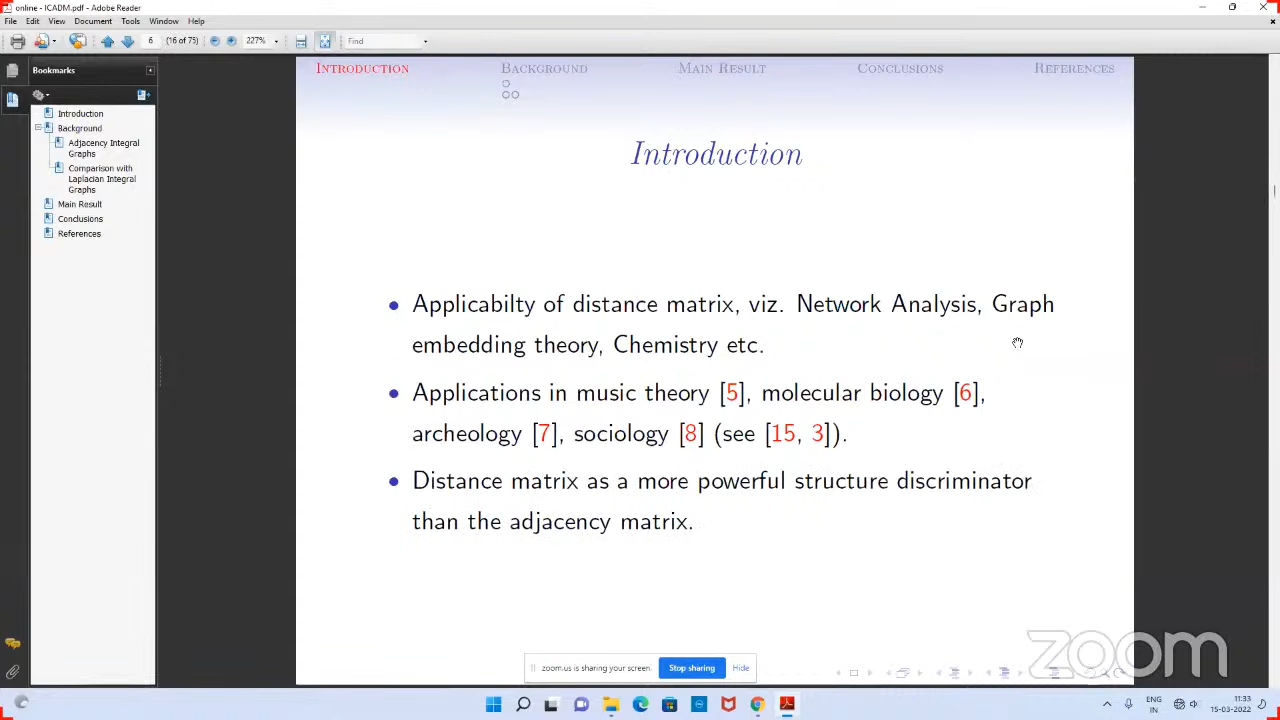 online - ICADM.pdf - Adobe Reader
File Edit View Document Tools Window Help
6 (16 of 75) 227% Find
Bookmarks
Introduction
Background
Adjacency Integral
Graphs
Comparison with
Laplacian Integral
Graphs
Main Result
Conclusions
References
Introduction Background Main Result Conclusions References
Introduction
• Applicabilty of distance matrix, viz. Network Analysis, Graph
embedding theory, Chemistry etc.
• Applications in music theory [5], molecular biology [6],
archeology [7], sociology [8] (see [15, 3]).
• Distance matrix as a more powerful structure discriminator
than the adjacency matrix.
zoom
zoom.us is sharing your screen. Stop sharing Hide
ENG
IN
11:33
15-03-2022